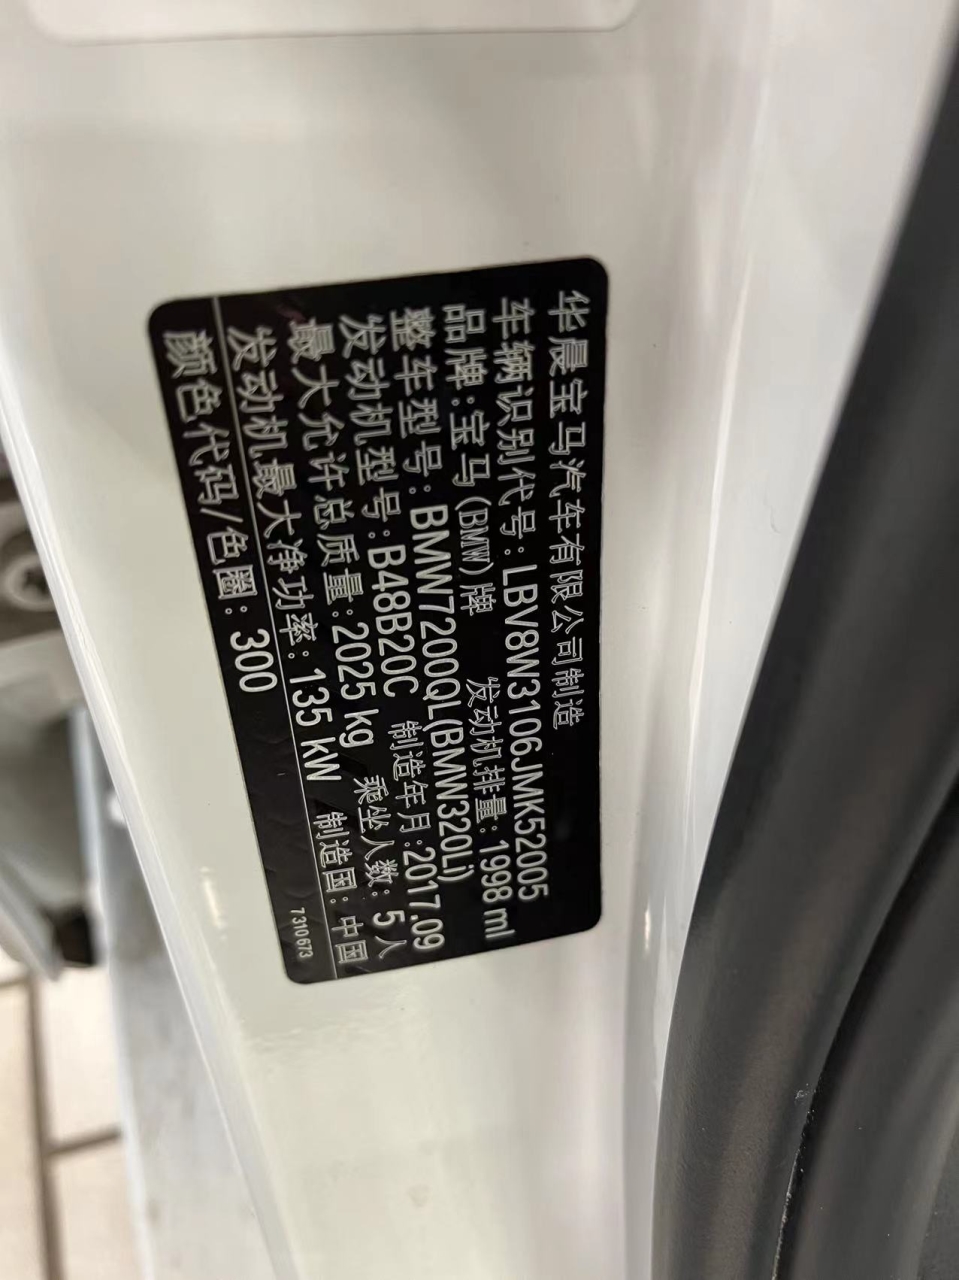 华晨宝马汽车有限公司制造
车辆识别代号：LBV8W3106JMK52005
品牌：宝马(BMW)牌 发动机排量：1998 ml
整车型号：BMW7200QL(BMW320Li)
发动机型号：B48B20C 制造年月：2017.09
最大允许总质量：2025 kg 乘坐人数：5人
发动机最大净功率：135 kW 制造国：中国
颜色代码/色圈：300 7310673